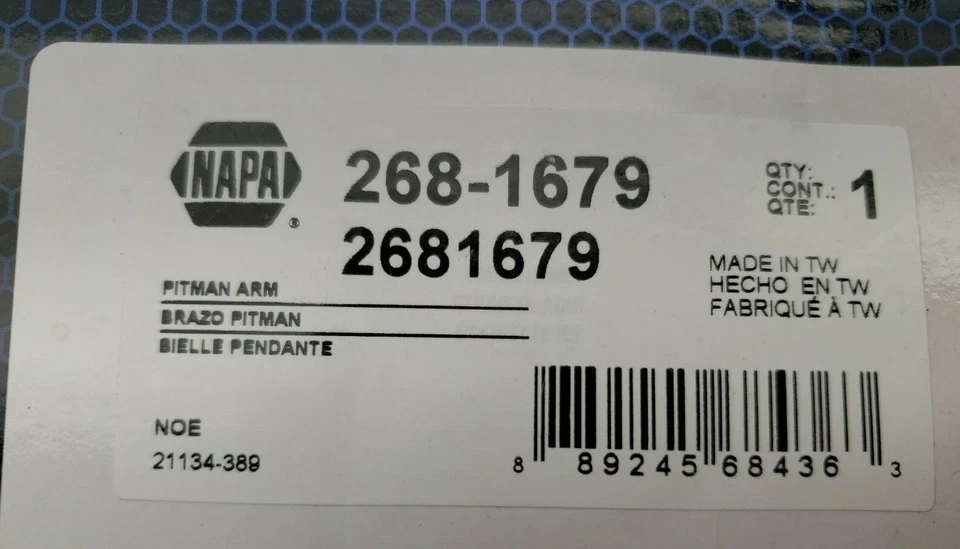 NAPA
®
268-1679
2681679
QTY:
CONT.:
QTE:
1
MADE IN TW
HECHO EN TW
FABRIQUÉ À TW
PITMAN ARM
BRAZO PITMAN
BIELLE PENDANTE
NOE
21134-389
8 89245 68436 3